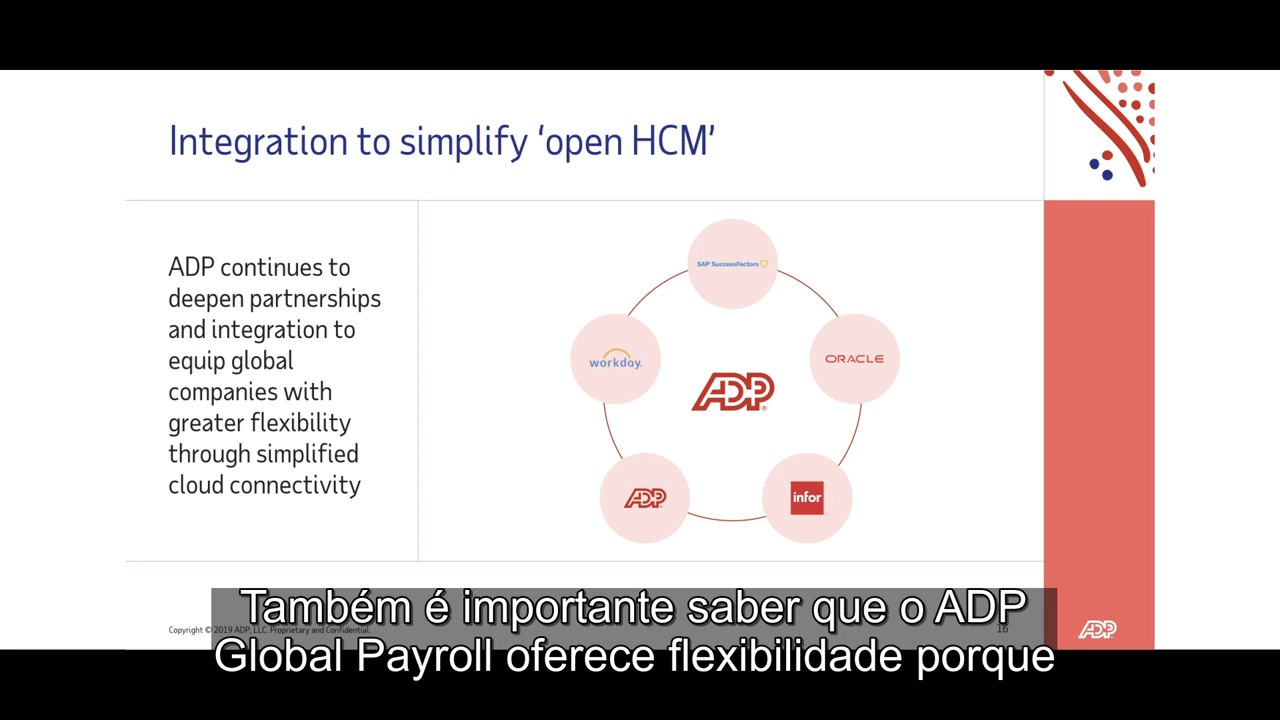 Integration to simplify ‘open HCM’
ADP continues to
deepen partnerships
and integration to
equip global
companies with
greater flexibility
through simplified
cloud connectivity
SAP SuccessFactors
workday.
ORACLE
ADP
ADP
infor
Também é importante saber que o ADP
Global Payroll oferece flexibilidade porque
Copyright © 2019 ADP, LLC. Proprietary and Confidential.
16
ADP